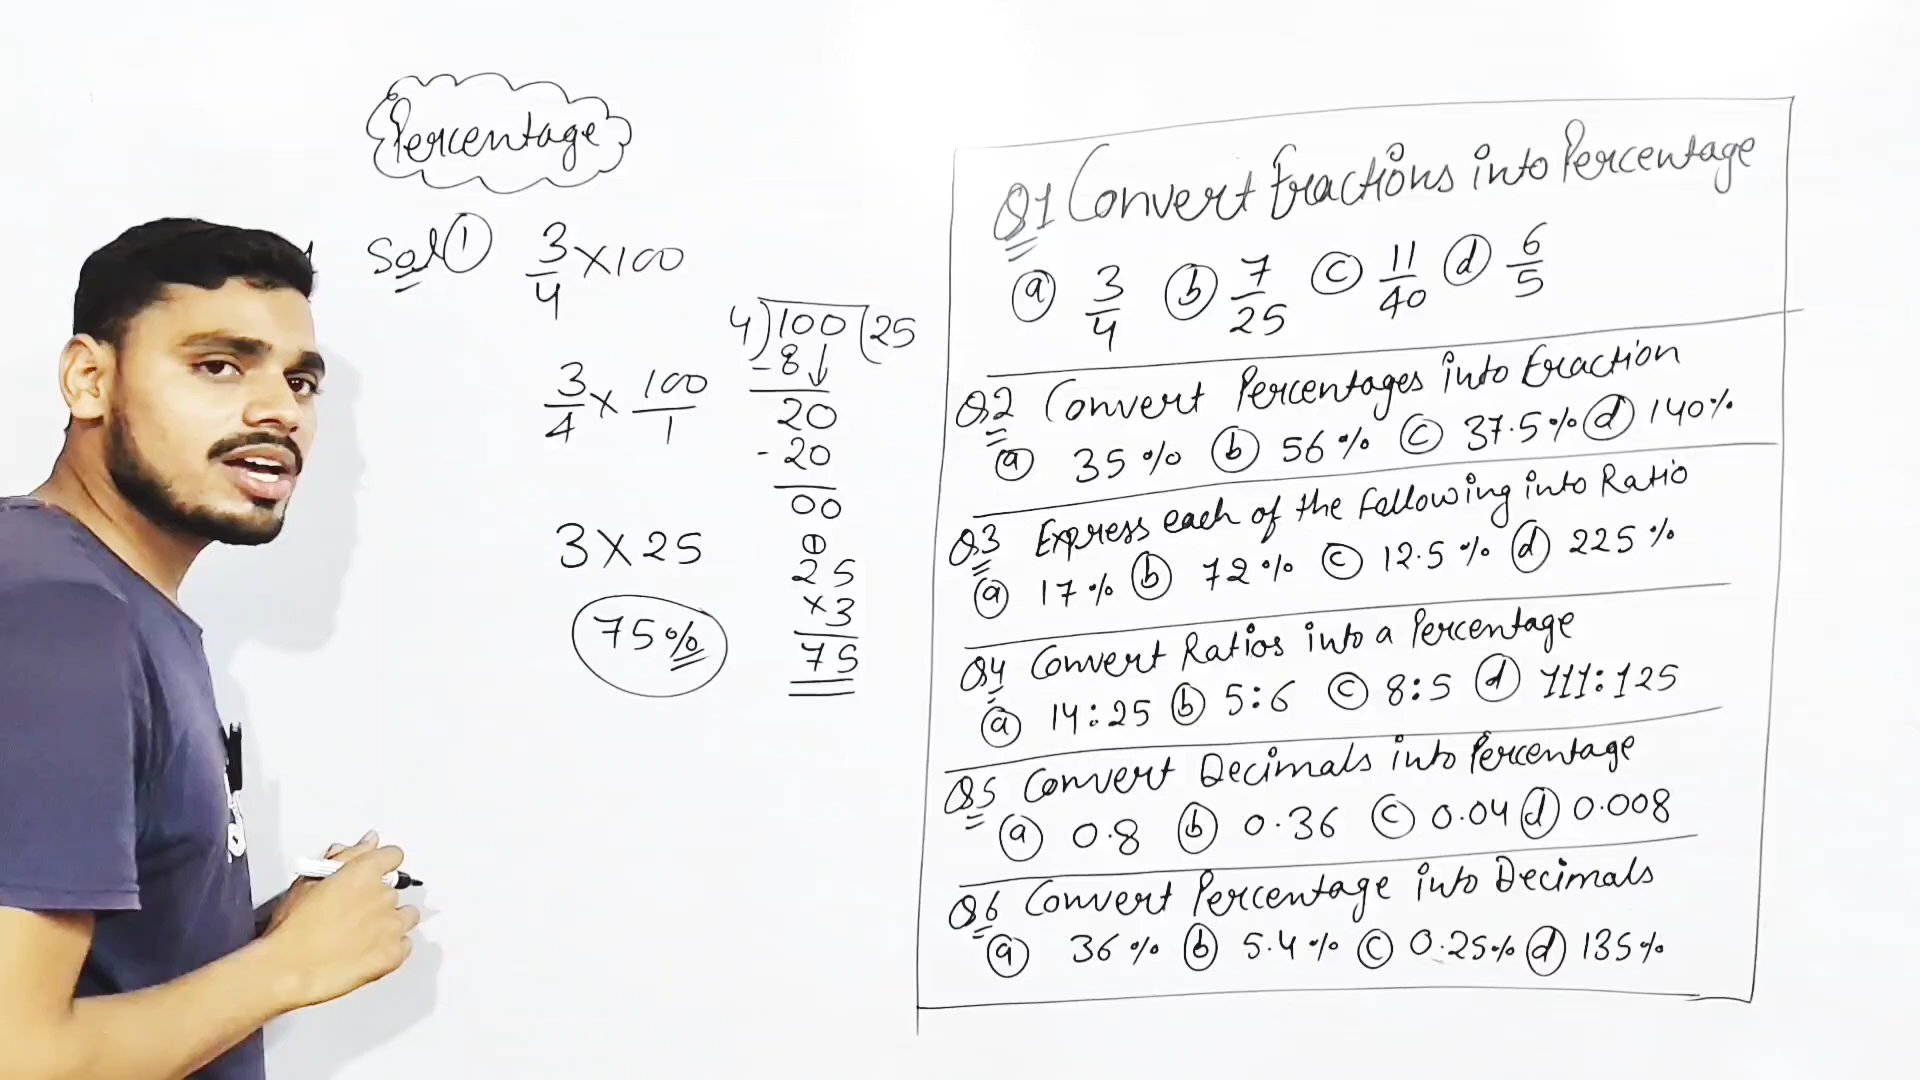 Percentage
Sol ① 3/4 × 100
3/4 × 100/1
3 × 25
75%
4)100(25
-8↓
20
-20
00
①
25
×3
75
Q1 Convert Fractions into Percentage
ⓐ 3/4 ⓑ 7/25 ⓒ 11/40 ⓓ 6/5
Q2 Convert Percentages into Fraction
ⓐ 35% ⓑ 56% ⓒ 37.5% ⓓ 140%
Q3 Express each of the following into Ratio
ⓐ 17% ⓑ 72% ⓒ 12.5% ⓓ 225%
Q4 Convert Ratios into a Percentage
ⓐ 14:25 ⓑ 5:6 ⓒ 8:5 ⓓ 111:125
Q5 Convert Decimals into Percentage
ⓐ 0.8 ⓑ 0.36 ⓒ 0.04 ⓓ 0.008
Q6 Convert Percentage into Decimals
ⓐ 36% ⓑ 5.4% ⓒ 0.25% ⓓ 135%